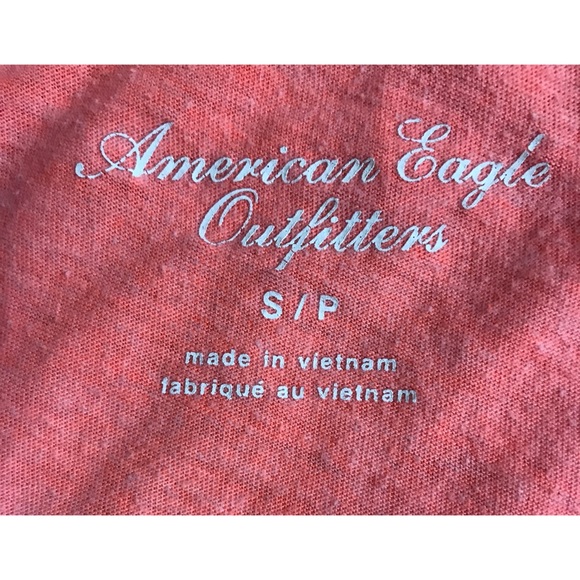 American Eagle
Outfitters
S / P
made in vietnam
fabriqué au vietnam